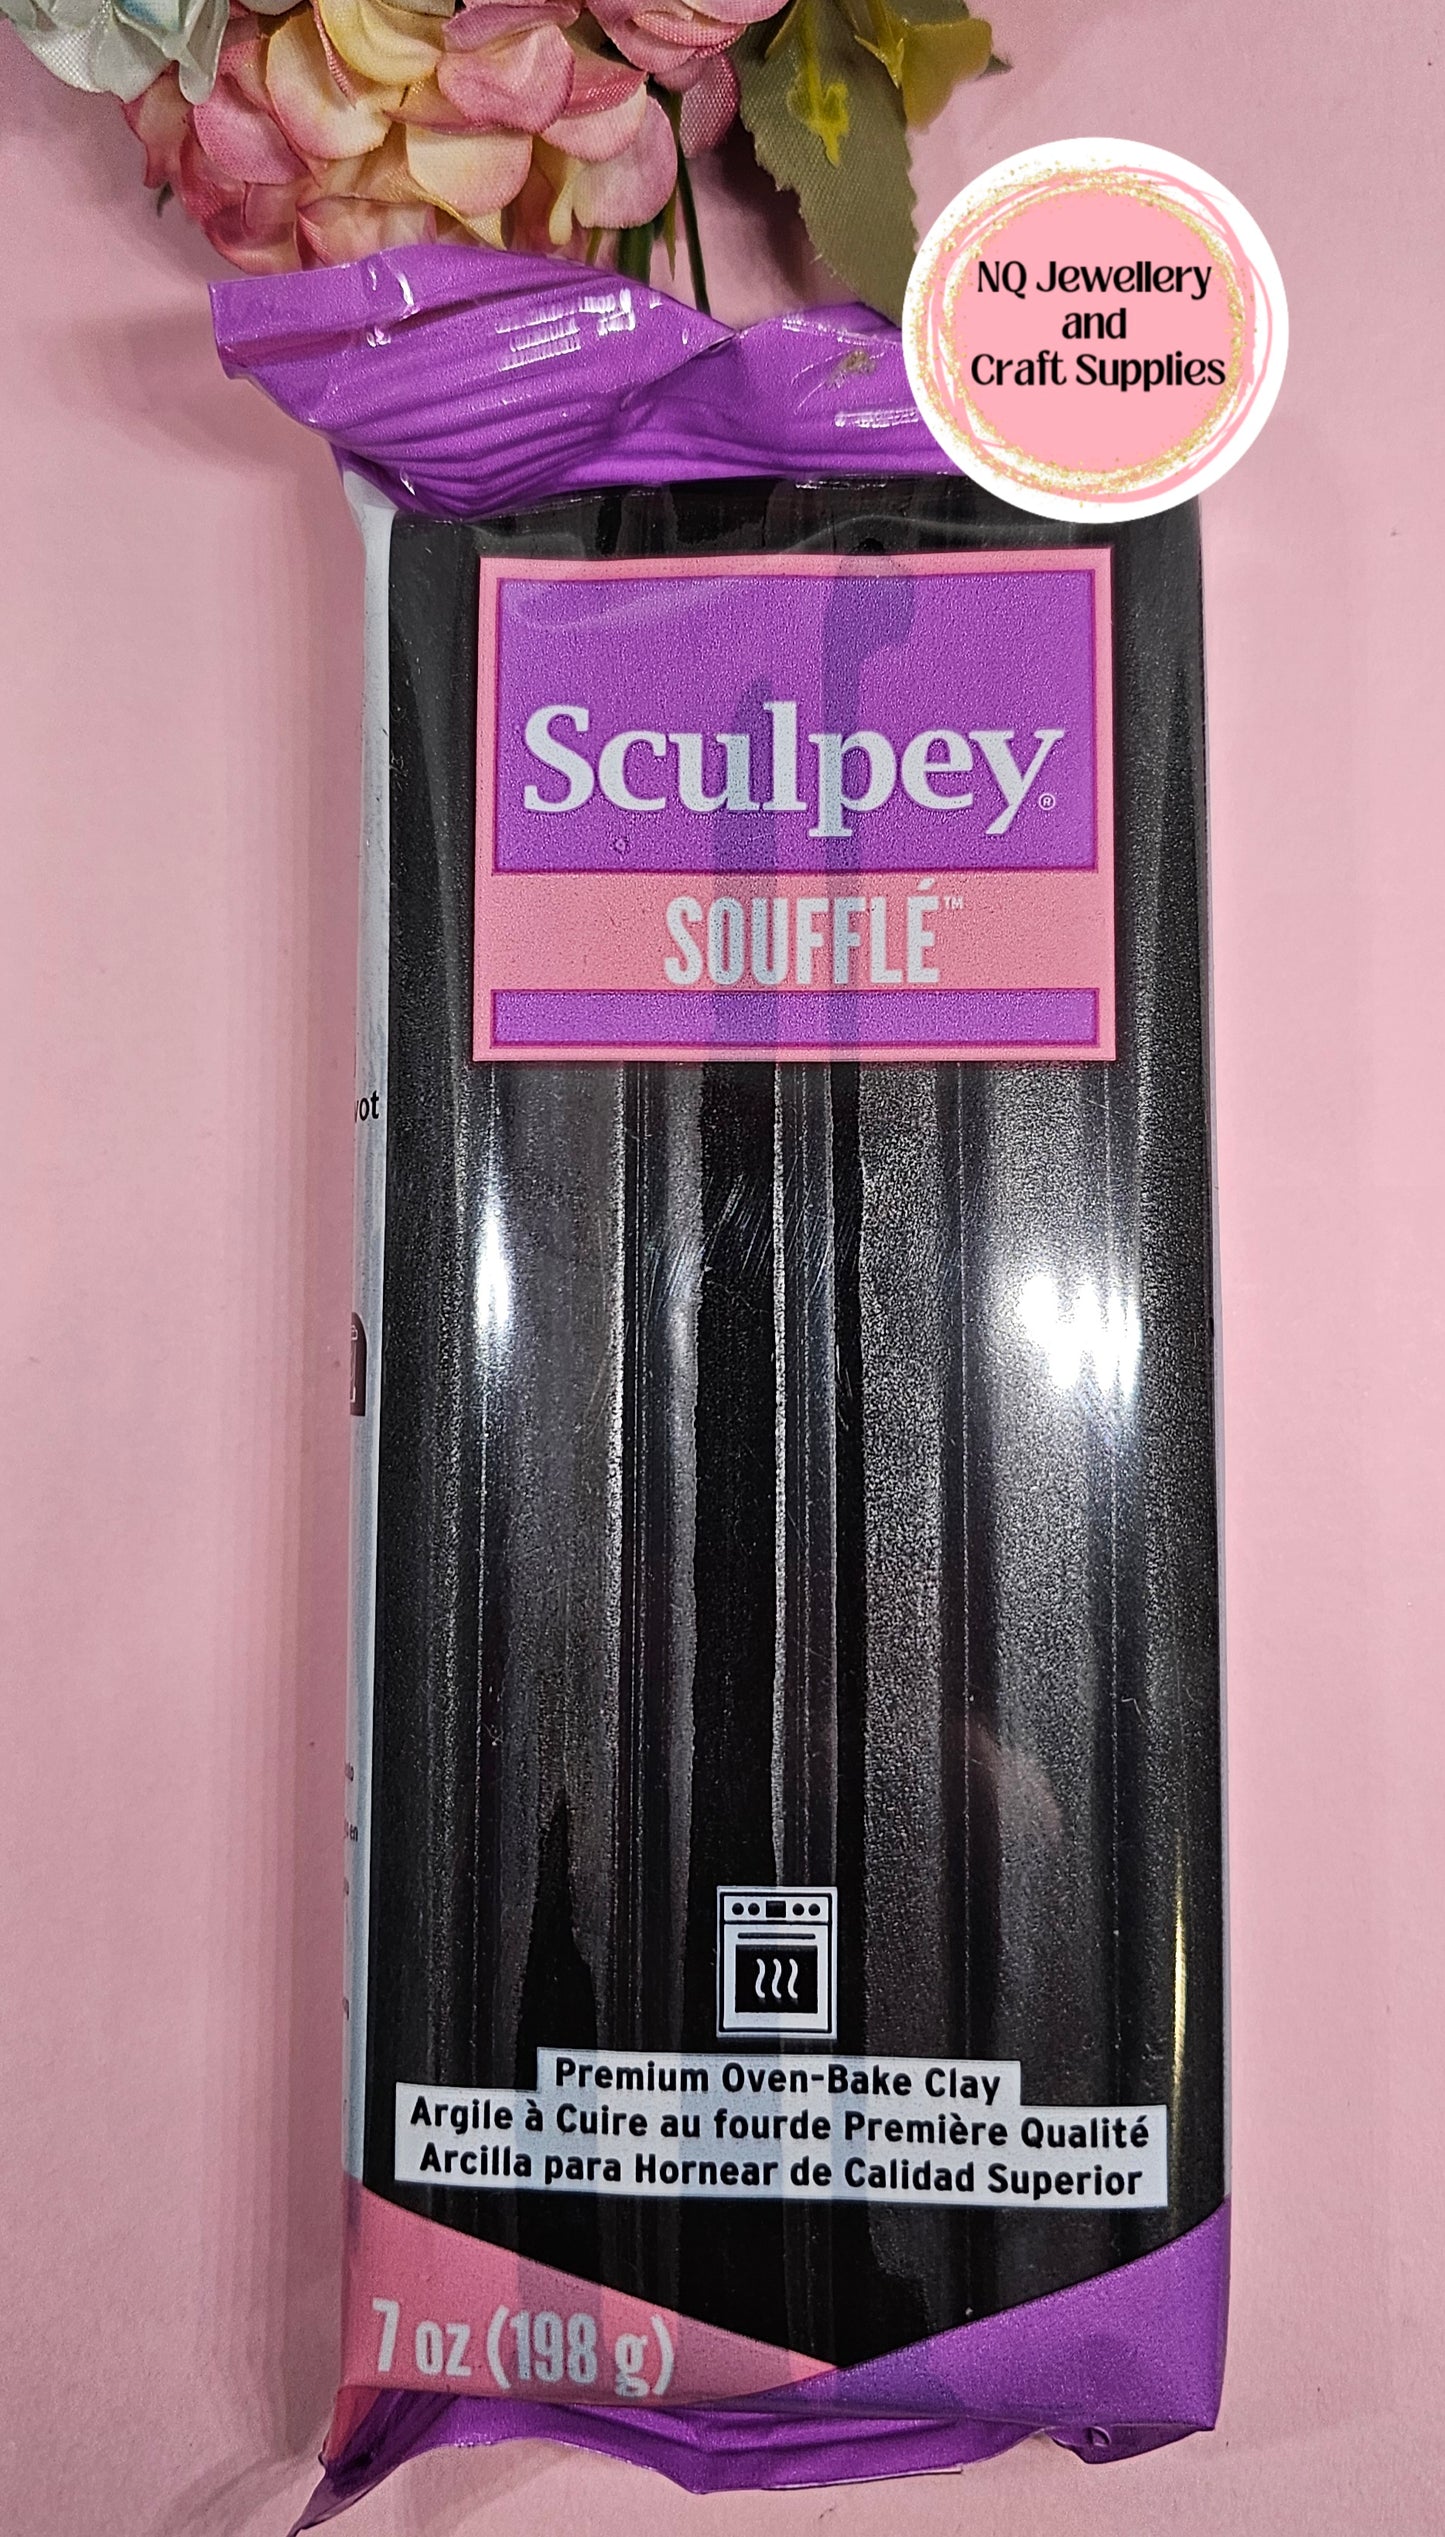 NQ Jewellery
and
Craft Supplies
Sculpey®
SOUFFLÉ™
Premium Oven-Bake Clay
Argile à Cuire au fourde Première Qualité
Arcilla para Hornear de Calidad Superior
7 oz (198 g)